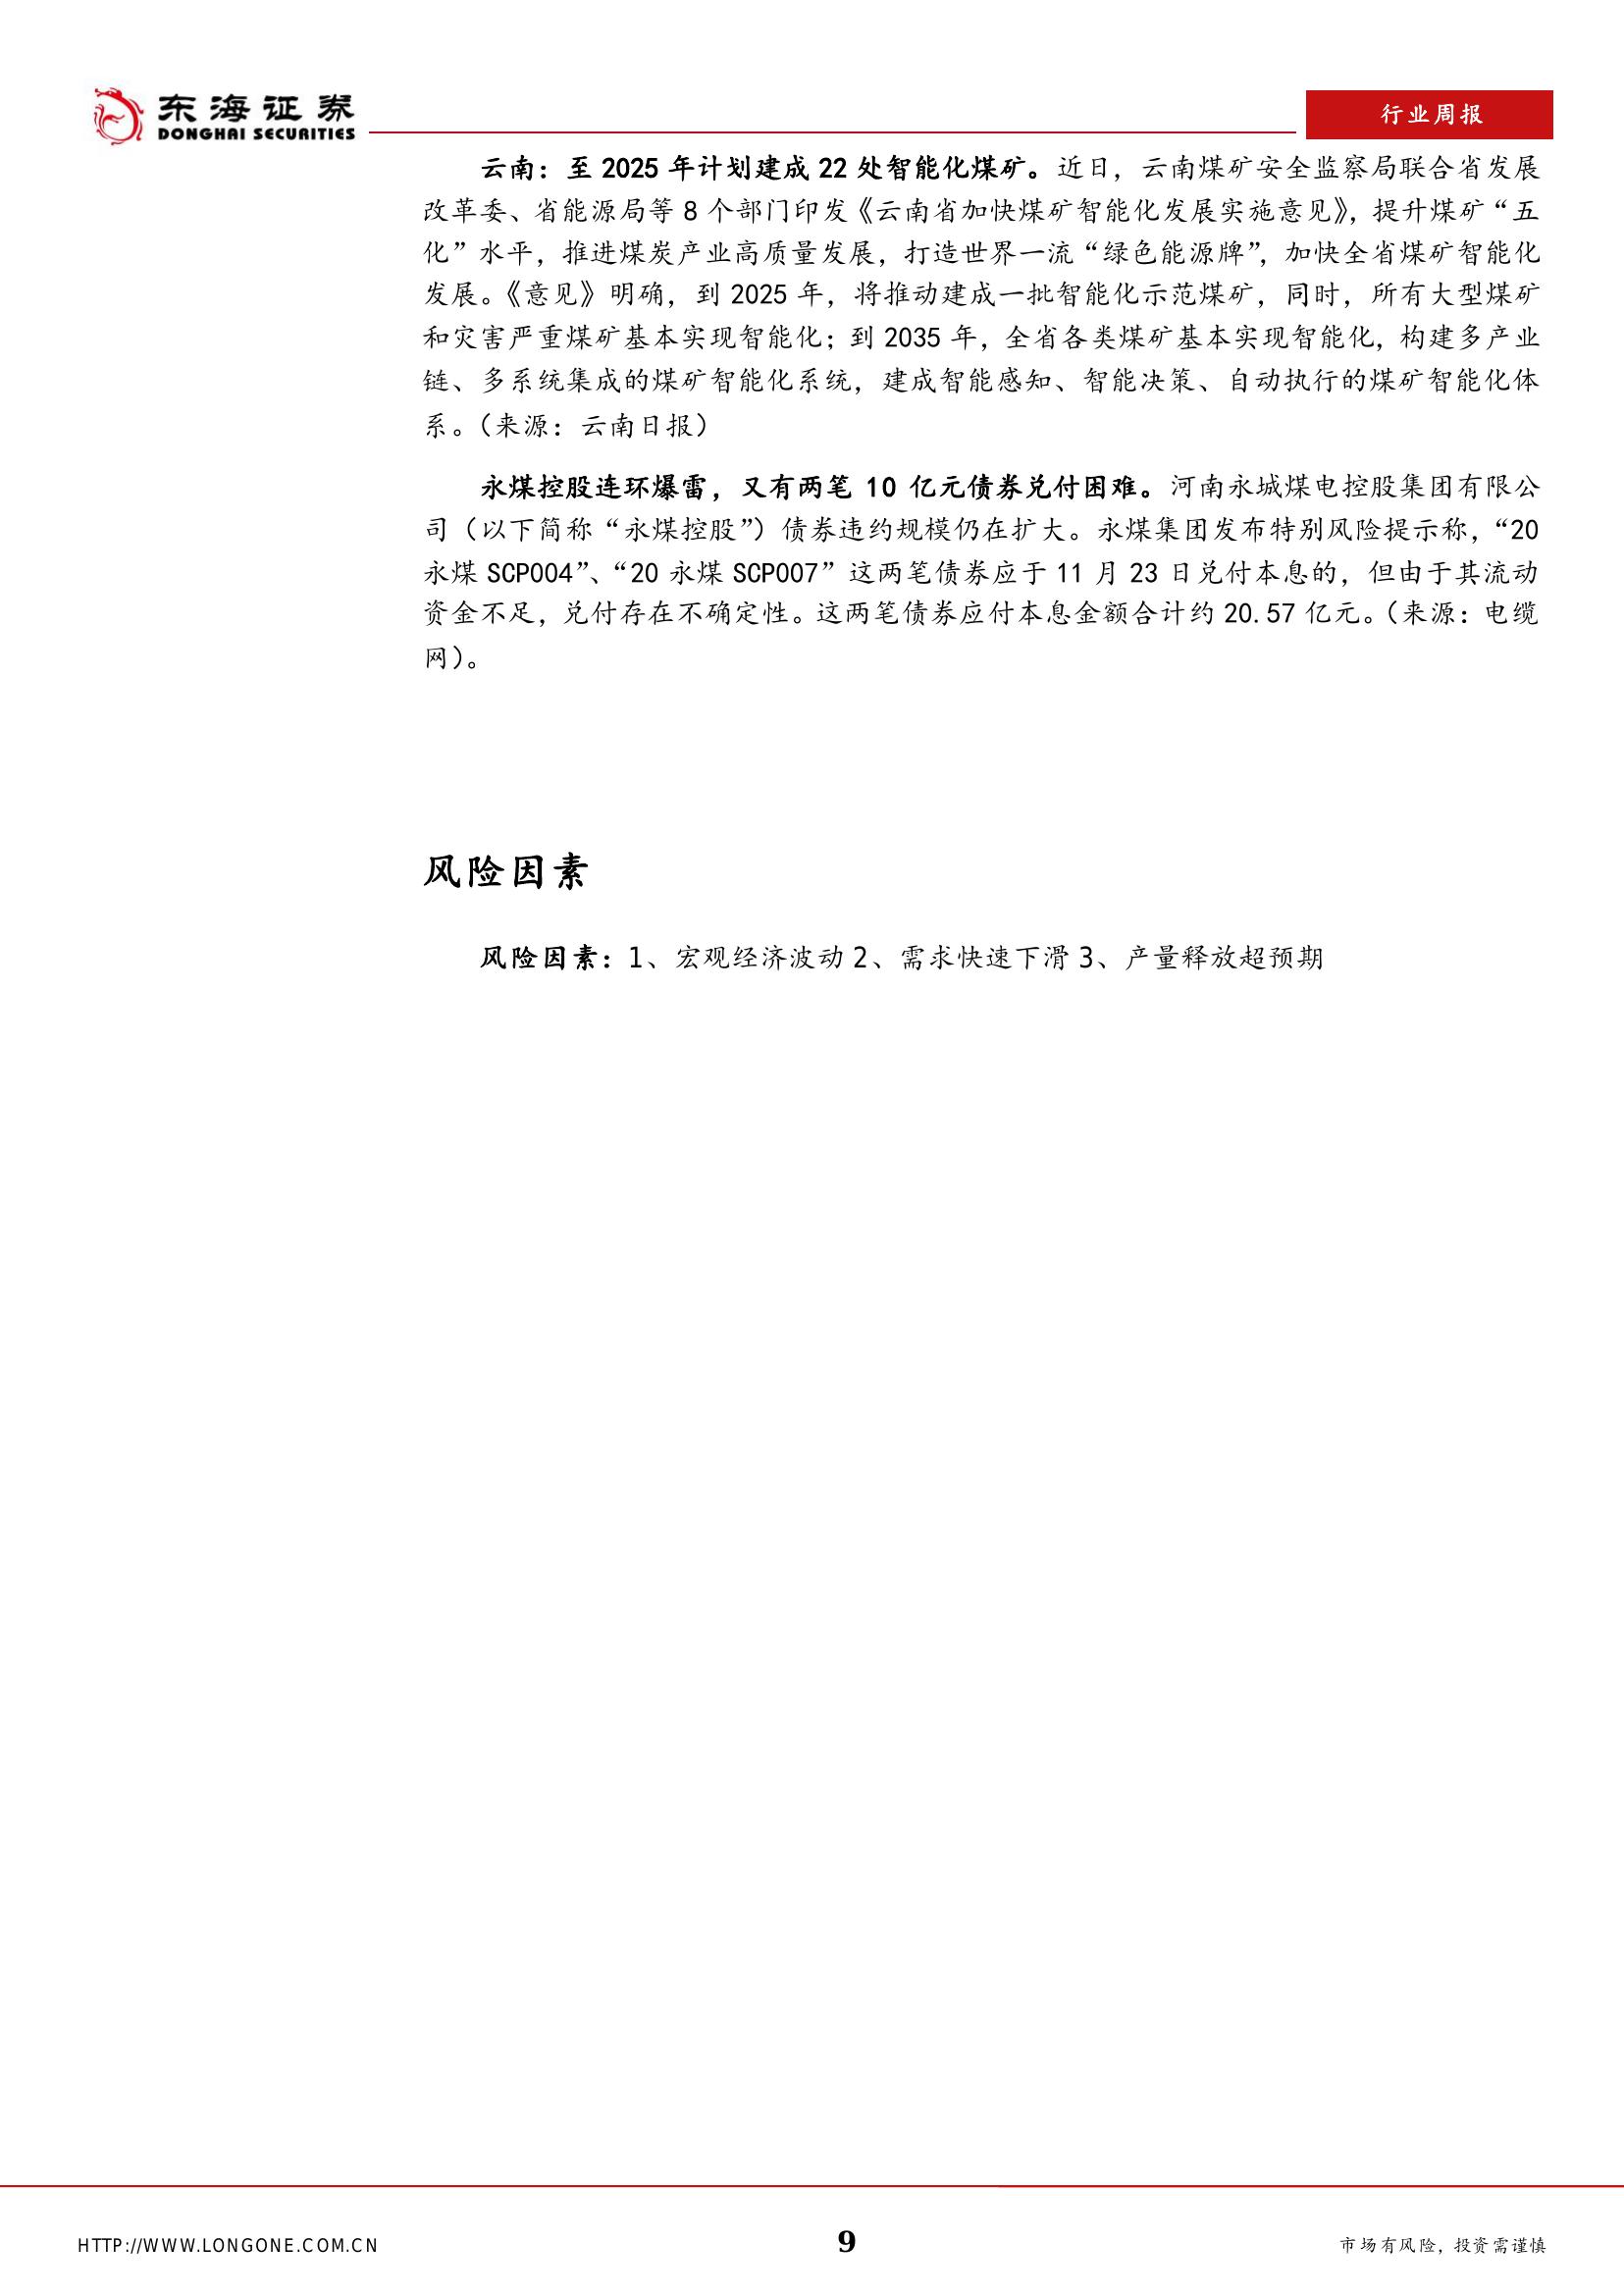 东海证券
DONGHAI SECURITIES
行业周报
云南：至 2025 年计划建成 22 处智能化煤矿。近日，云南煤矿安全监察局联合省发展
改革委、省能源局等 8 个部门印发《云南省加快煤矿智能化发展实施意见》，提升煤矿“五
化”水平，推进煤炭产业高质量发展，打造世界一流“绿色能源牌”，加快全省煤矿智能化
发展。《意见》明确，到 2025 年，将推动建成一批智能化示范煤矿，同时，所有大型煤矿
和灾害严重煤矿基本实现智能化；到 2035 年，全省各类煤矿基本实现智能化，构建多产业
链、多系统集成的煤矿智能化系统，建成智能感知、智能决策、自动执行的煤矿智能化体
系。（来源：云南日报）
永煤控股连环爆雷，又有两笔 10 亿元债券兑付困难。河南永城煤电控股集团有限公
司（以下简称“永煤控股”）债券违约规模仍在扩大。永煤集团发布特别风险提示称，“20
永煤 SCP004”、“20 永煤 SCP007”这两笔债券应于 11 月 23 日兑付本息的，但由于其流动
资金不足，兑付存在不确定性。这两笔债券应付本息金额合计约 20.57 亿元。（来源：电缆
网）。
风险因素
风险因素：1、宏观经济波动 2、需求快速下滑 3、产量释放超预期
HTTP://WWW.LONGONE.COM.CN
9
市场有风险，投资需谨慎